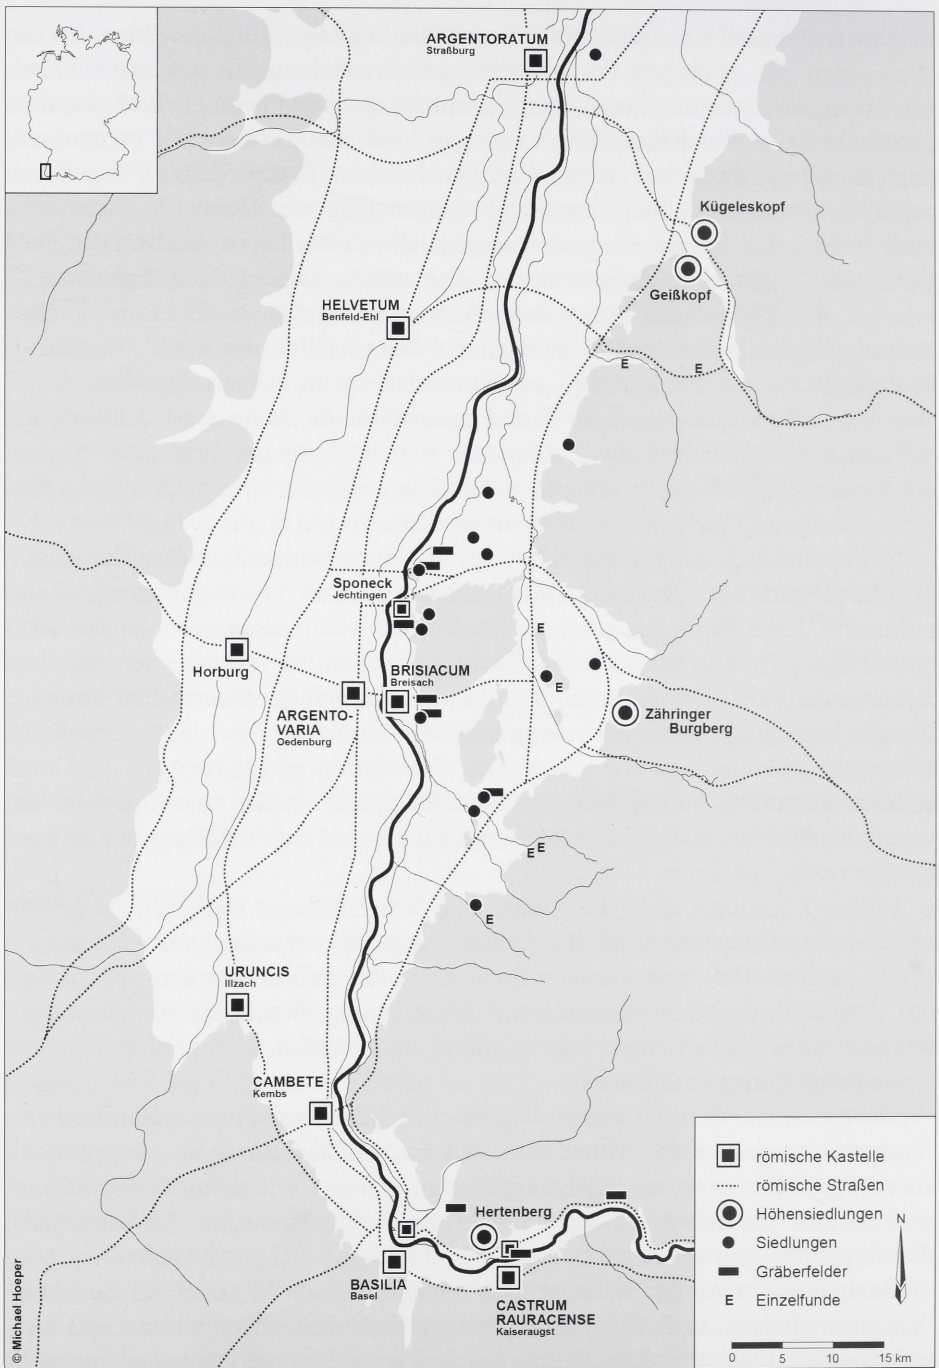 ARGENTORATUM
Straßburg
Kügeleskopf
Geißkopf
HELVETUM
Benfeld-Ehl
E
E
Sponeck
Jechtingen
E
Horburg
BRISIACUM
Breisach
E
ARGENTO-
VARIA
Oedenburg
Zähringer
Burgberg
E E
E
URUNCIS
Illzach
CAMBETE
Kembs
Hertenberg
BASILIA
Basel
CASTRUM
RAURACENSE
Kaiseraugst
römische Kastelle
römische Straßen
Höhensiedlungen
N
Siedlungen
Gräberfelder
E Einzelfunde
0 5 10 15 km
© Michael Hoeper